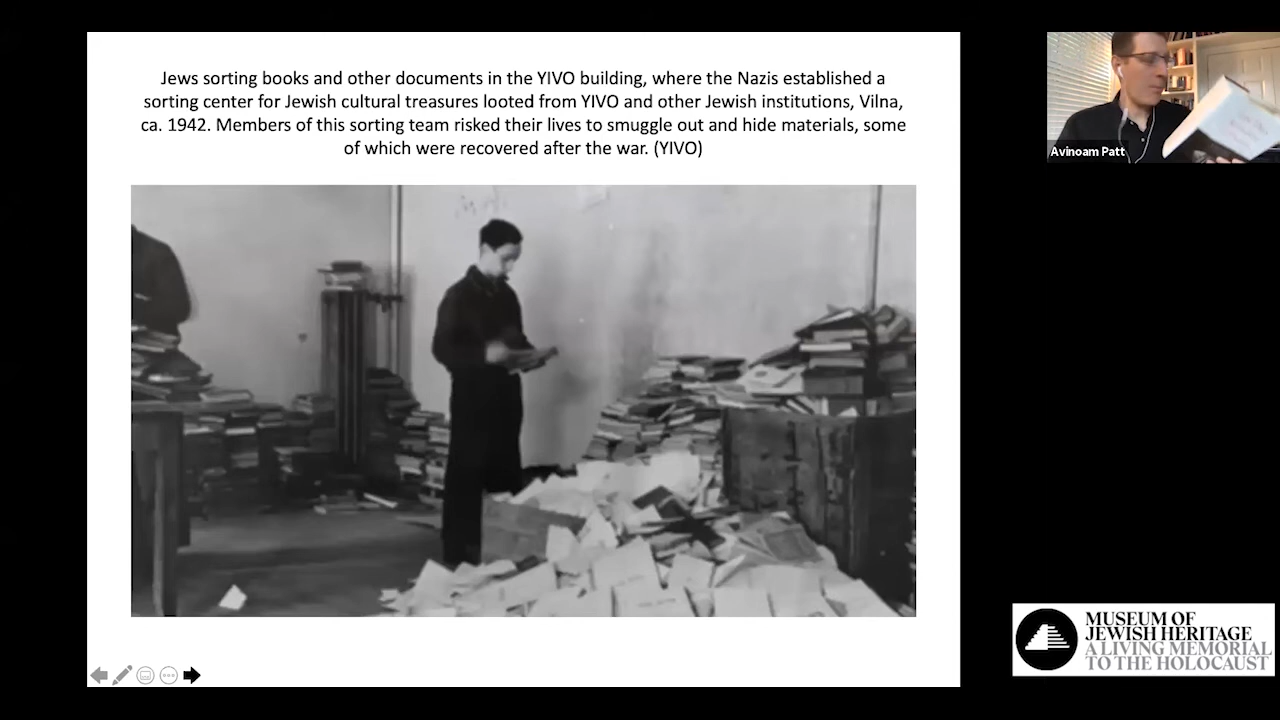 Jews sorting books and other documents in the YIVO building, where the Nazis established a
sorting center for Jewish cultural treasures looted from YIVO and other Jewish institutions, Vilna,
ca. 1942. Members of this sorting team risked their lives to smuggle out and hide materials, some
of which were recovered after the war. (YIVO)
Avinoam Patt
MUSEUM OF
JEWISH HERITAGE
A LIVING MEMORIAL
TO THE HOLOCAUST